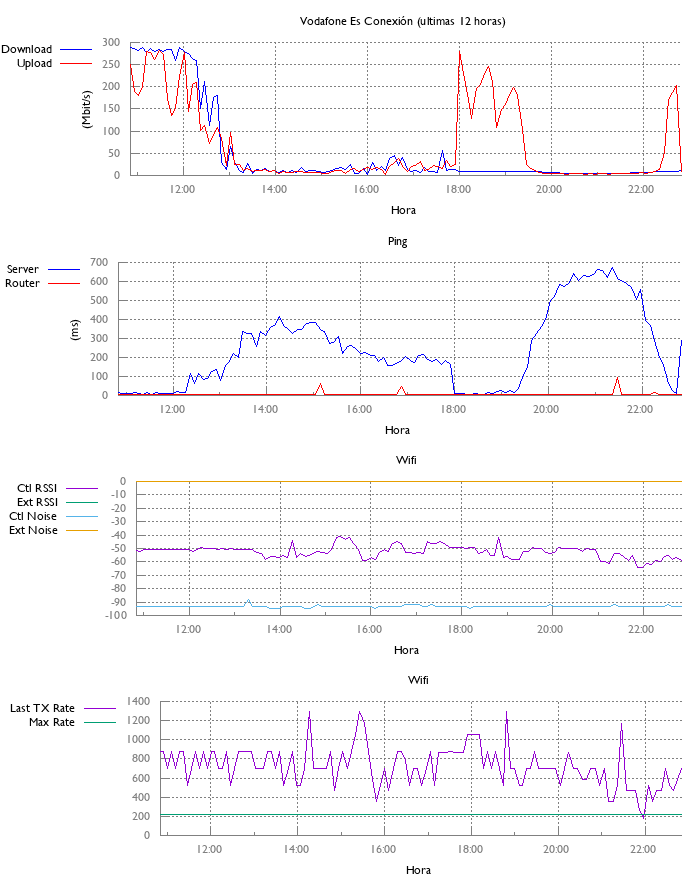 Vodafone Es Conexión (ultimas 12 horas)
Download
Upload
300
250
200
150
100
50
0
(Mbit/s)
12:00 14:00 16:00 18:00 20:00 22:00
Hora
Ping
Server
Router
700
600
500
400
300
200
100
0
(ms)
12:00 14:00 16:00 18:00 20:00 22:00
Hora
Wifi
Ctl RSSI
Ext RSSI
Ctl Noise
Ext Noise
0
-10
-20
-30
-40
-50
-60
-70
-80
-90
-100
12:00 14:00 16:00 18:00 20:00 22:00
Hora
Wifi
Last TX Rate
Max Rate
1400
1200
1000
800
600
400
200
0
12:00 14:00 16:00 18:00 20:00 22:00
Hora